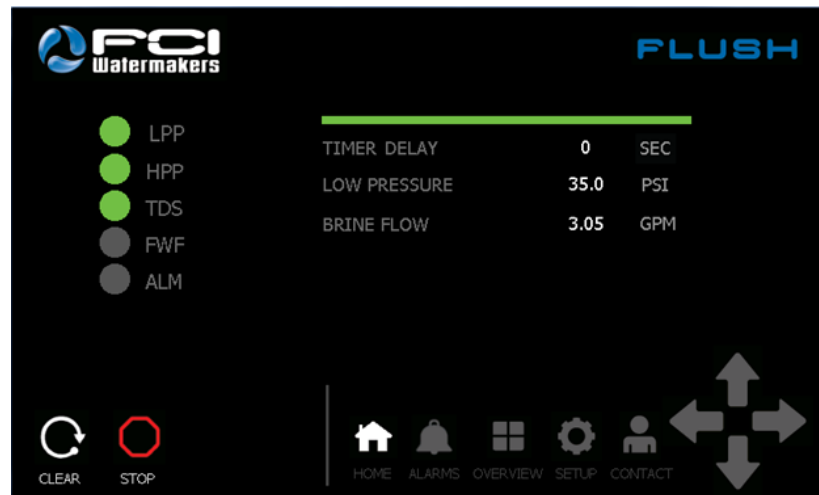 FCI
Watermakers
FLUSH
LPP
HPP
TDS
FWF
ALM
TIMER DELAY 0 SEC
LOW PRESSURE 35.0 PSI
BRINE FLOW 3.05 GPM
CLEAR STOP
HOME ALARMS OVERVIEW SETUP CONTACT